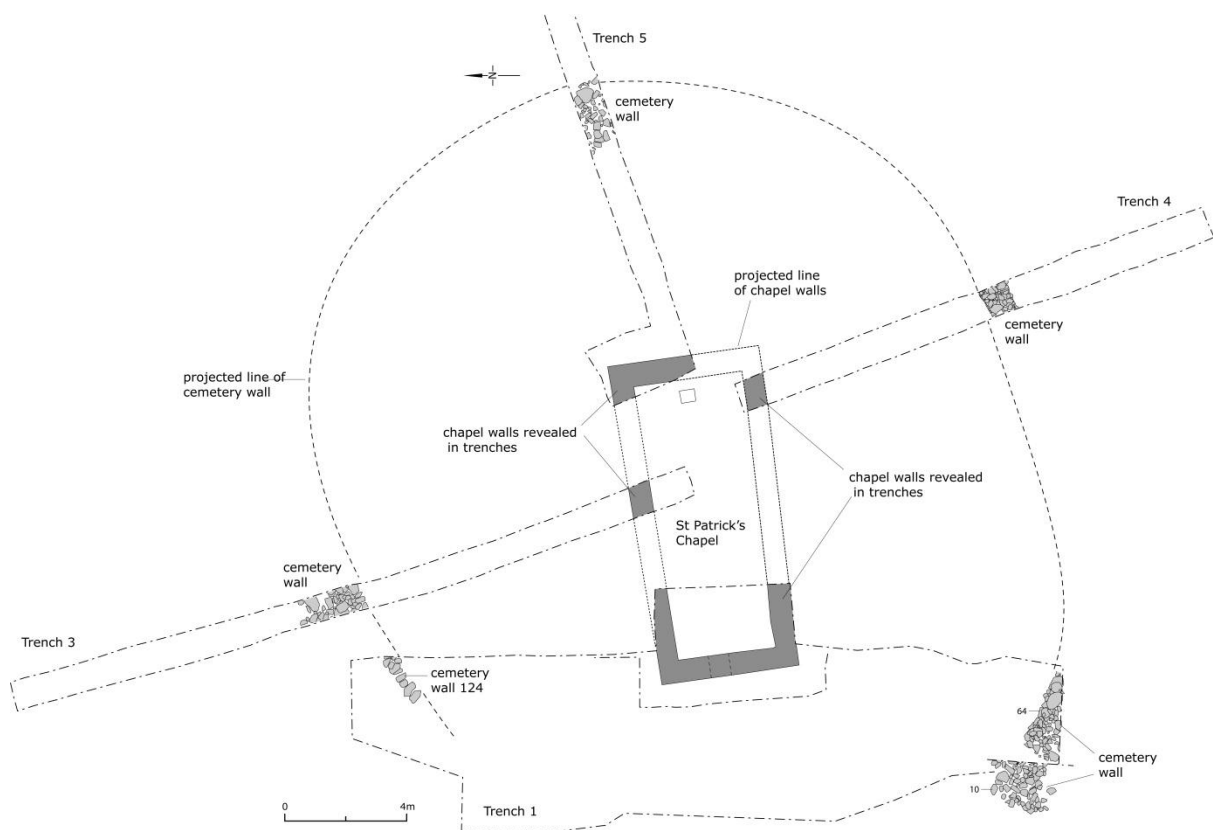 Trench 5
N
cemetery
wall
Trench 4
projected line
of chapel walls
cemetery
wall
projected line of
cemetery wall
chapel walls revealed
in trenches
chapel walls revealed
in trenches
St Patrick's
Chapel
cemetery
wall
Trench 3
cemetery
wall 124
64
cemetery
wall
10
0
4m
Trench 1